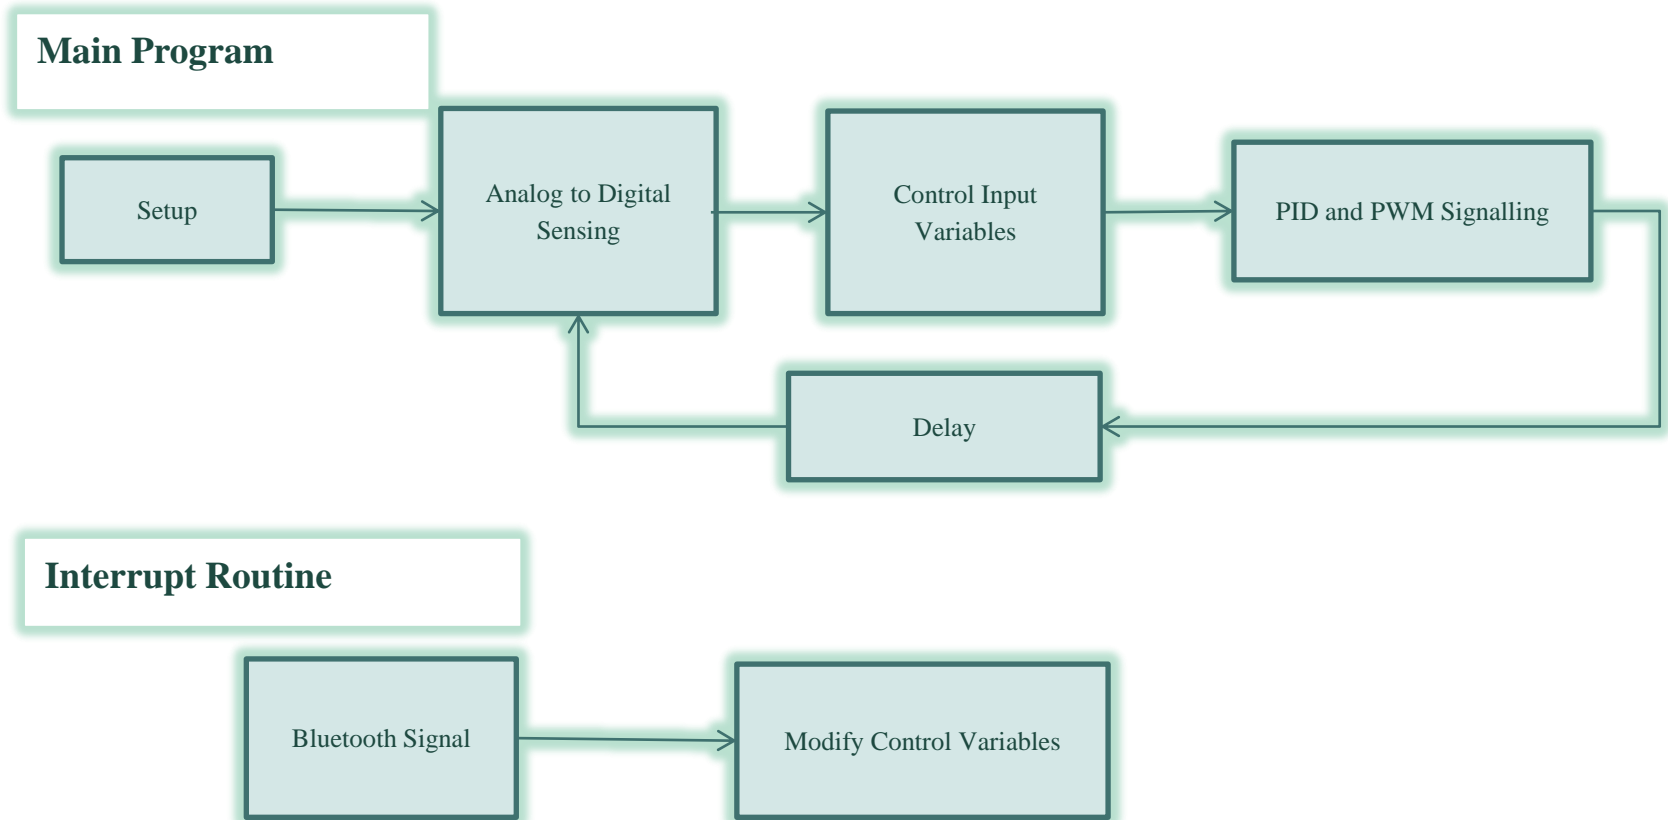 Main Program
Setup
Analog to Digital
Sensing
Control Input
Variables
PID and PWM Signalling
Delay
Interrupt Routine
Bluetooth Signal
Modify Control Variables